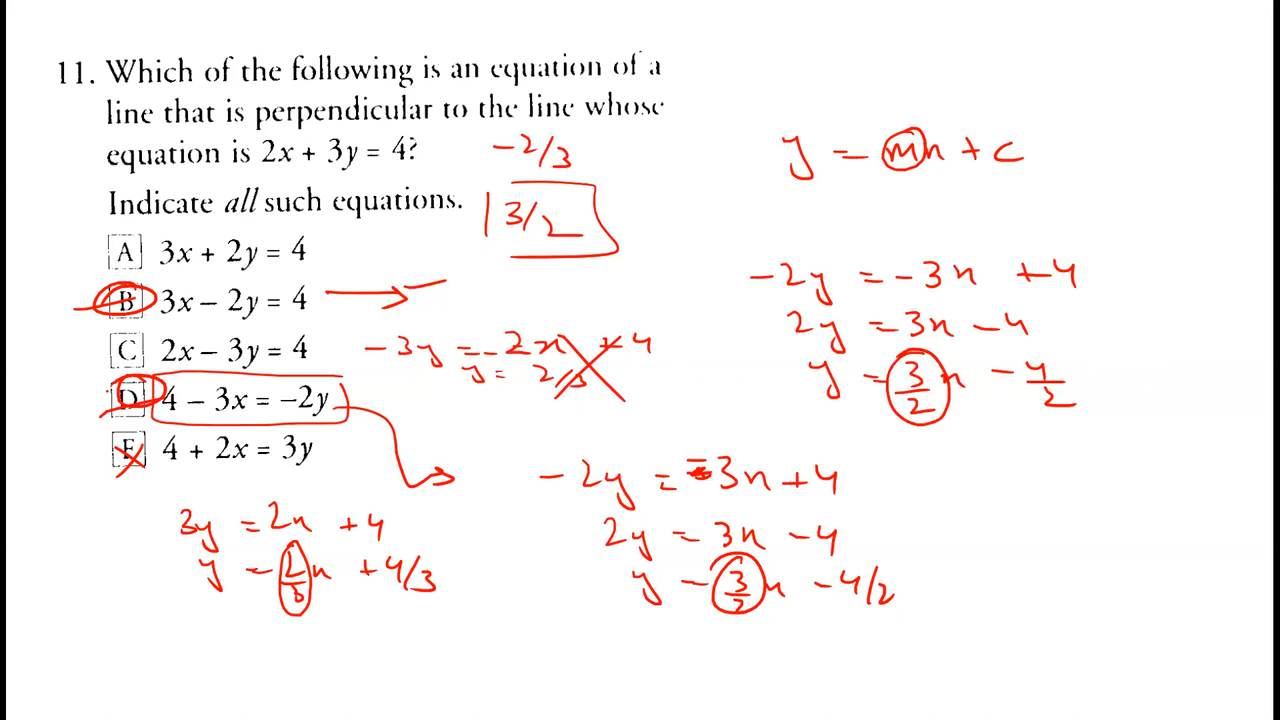 11. Which of the following is an equation of a
line that is perpendicular to the line whose
equation is 2x + 3y = 4?
Indicate all such equations.
A 3x + 2y = 4
B 3x – 2y = 4
C 2x – 3y = 4
D 4 – 3x = –2y
E 4 + 2x = 3y
-2/3
3/2
y = mx + c
-2y = -3x + 4
2y = 3x - 4
y = 3/2 x - 4/2
-3y = -2x + 4
y = 2/3
-2y = -3x + 4
2y = 3x - 4
y = 3/2 x - 4/2
3y = 2x + 4
y = 2/3 x + 4/3